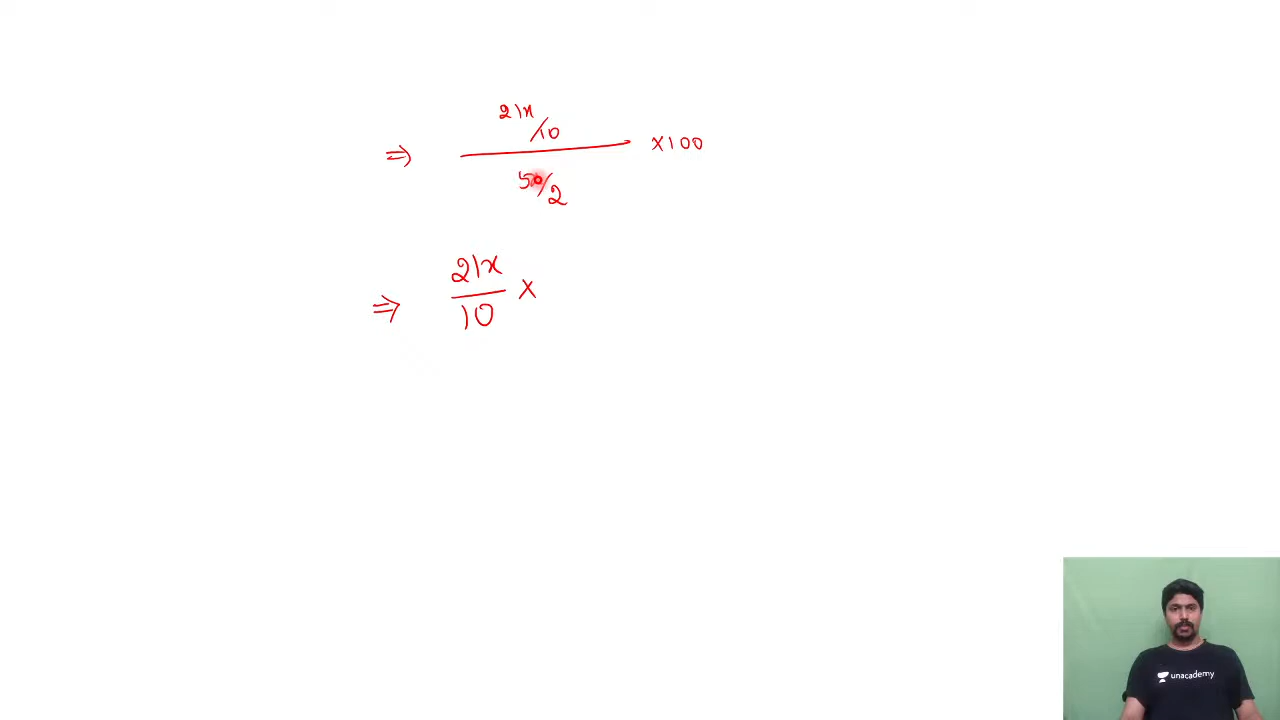 ⇒ 21x/10 ×100
5x/2
⇒ 21x ×
10
unacademy